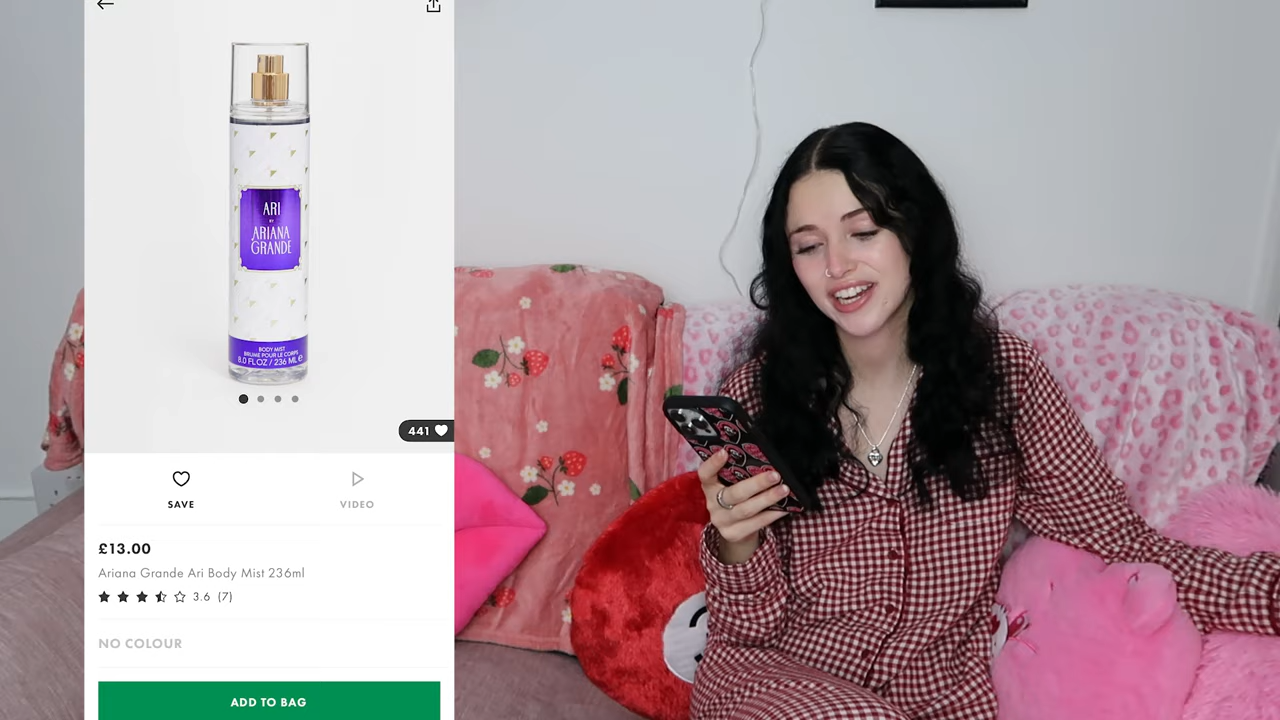 ARI
BY
ARIANA
GRANDE
BODY MIST
BRUME POUR LE CORPS
8.0 FL OZ / 236 ML ℮
441
SAVE
VIDEO
£13.00
Ariana Grande Ari Body Mist 236ml
3.6 (7)
NO COLOUR
ADD TO BAG